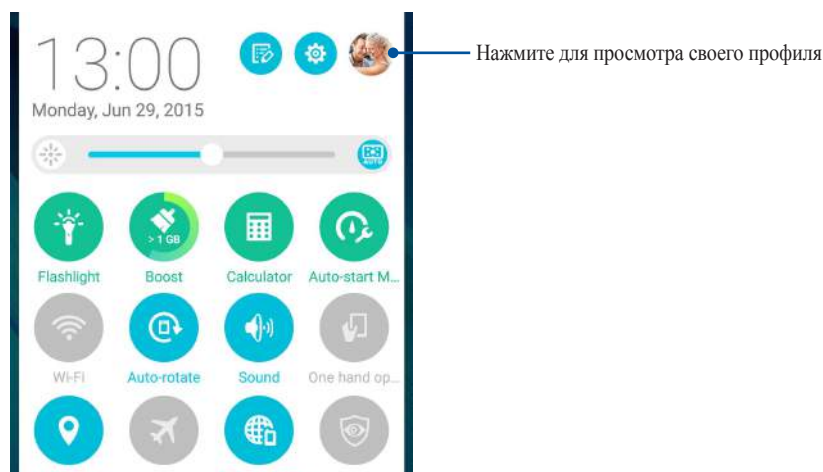 13:00
Нажмите для просмотра своего профиля
Monday, Jun 29, 2015
AUTO
> 1 GB
Flashlight Boost Calculator Auto-start M...
Wi-Fi Auto-rotate Sound One hand op...